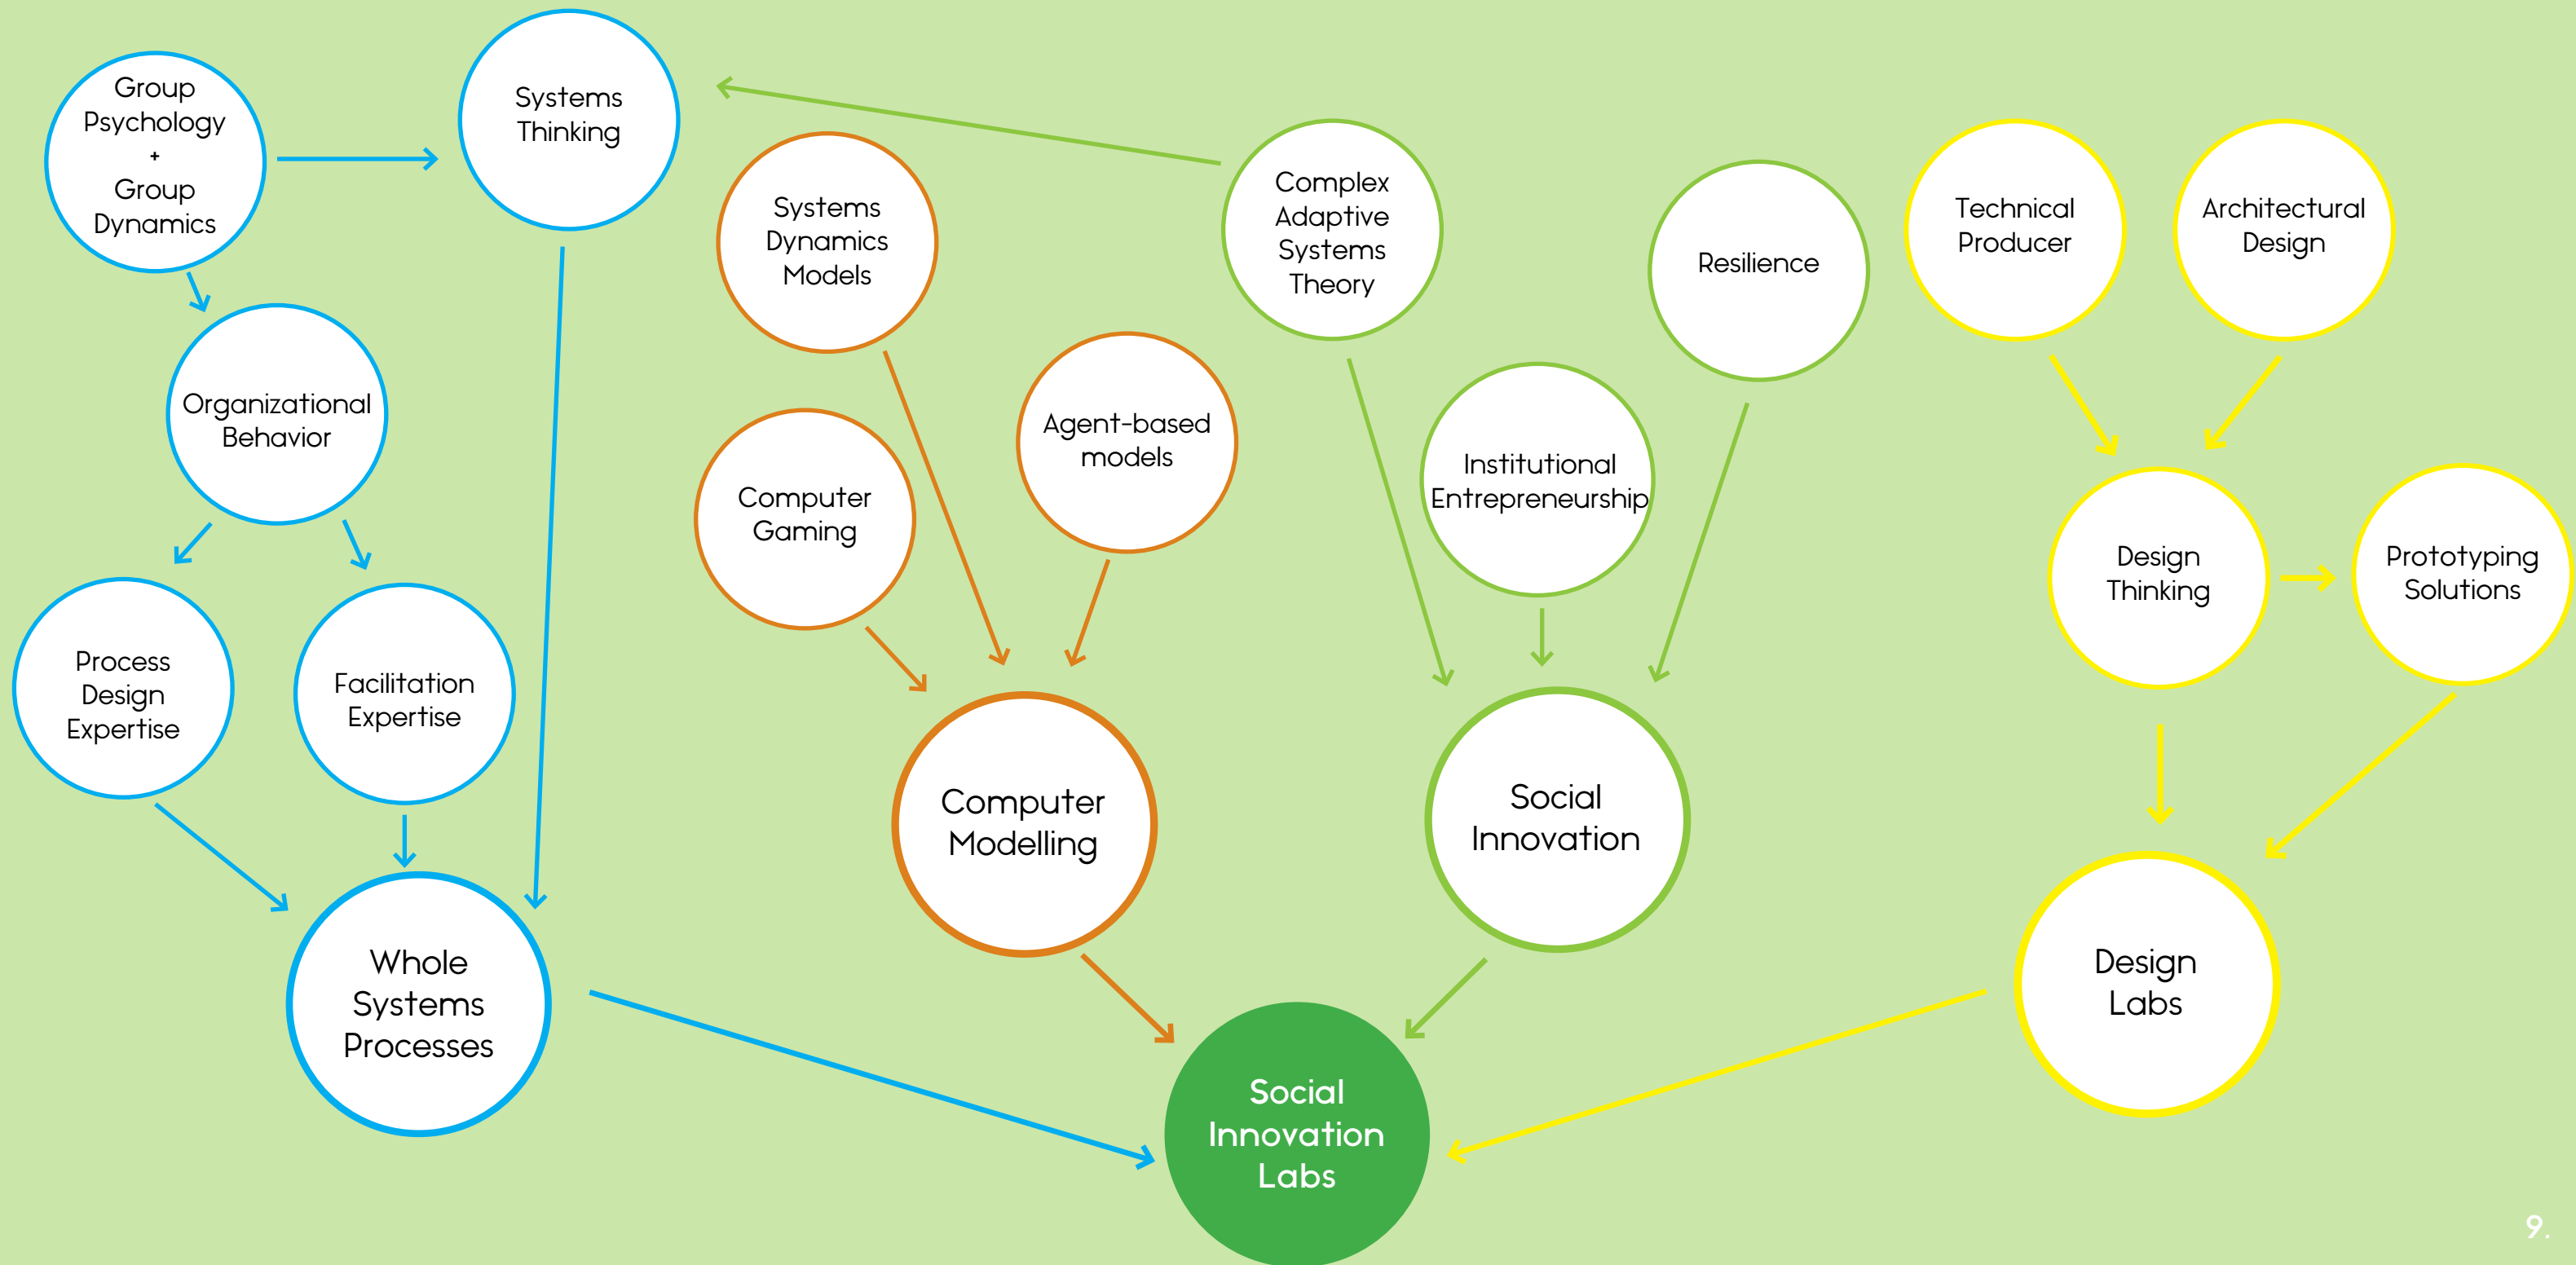 Group
Psychology
+
Group
Dynamics
Systems
Thinking
Systems
Dynamics
Models
Complex
Adaptive
Systems
Theory
Resilience
Technical
Producer
Architectural
Design
Organizational
Behavior
Computer
Gaming
Agent-based
models
Institutional
Entrepreneurship
Design
Thinking
Prototyping
Solutions
Process
Design
Expertise
Facilitation
Expertise
Computer
Modelling
Social
Innovation
Whole
Systems
Processes
Design
Labs
Social
Innovation
Labs
9.